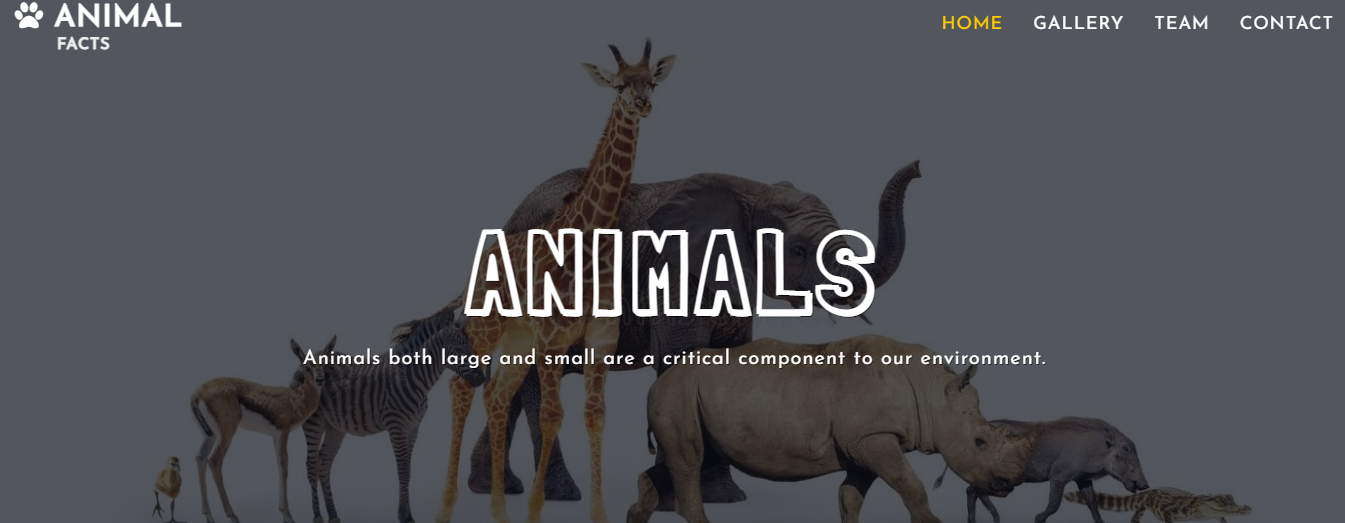 ANIMAL
FACTS
HOME GALLERY TEAM CONTACT
ANIMALS
Animals both large and small are a critical component to our environment.